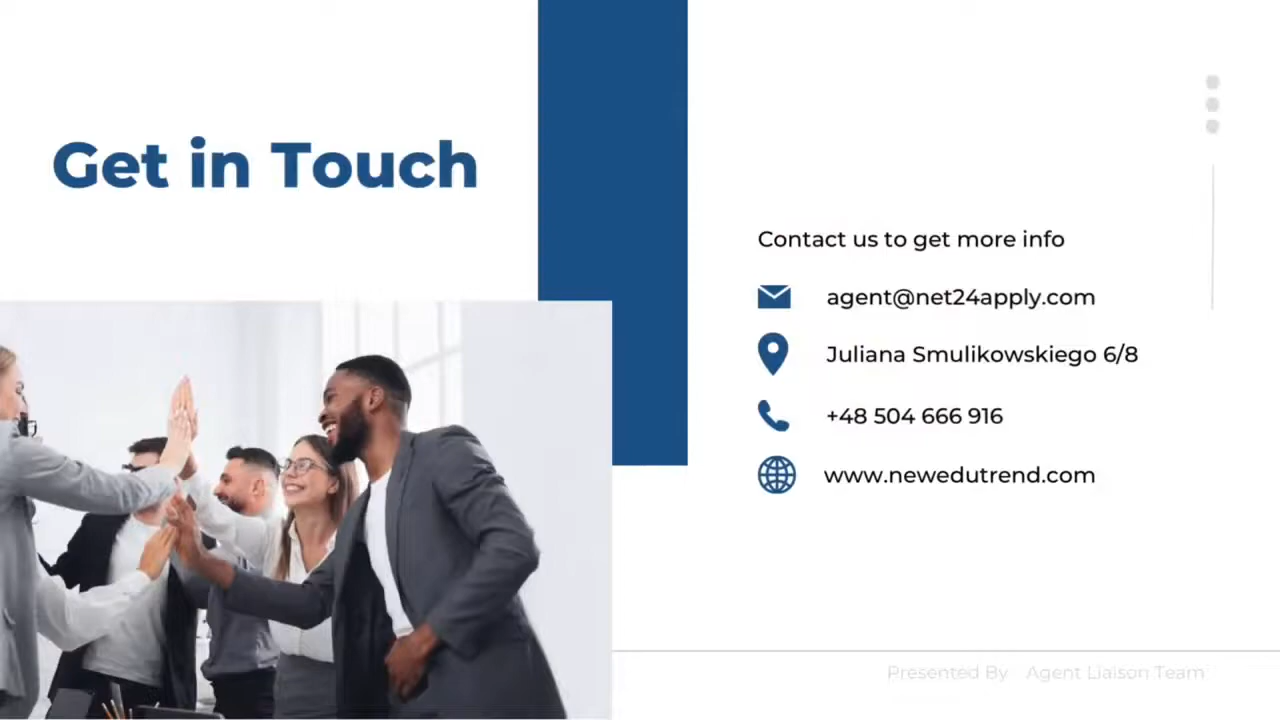 Get in Touch
Contact us to get more info
agent@net24apply.com
Juliana Smulikowskiego 6/8
+48 504 666 916
www.newedutrend.com
Presented By Agent Liaison Team